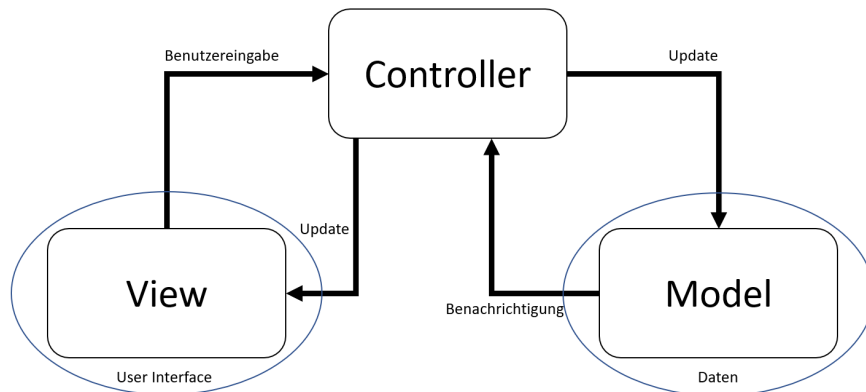 Benutzereingabe
Controller
Update
Update
View
Benachrichtigung
Model
User Interface
Daten